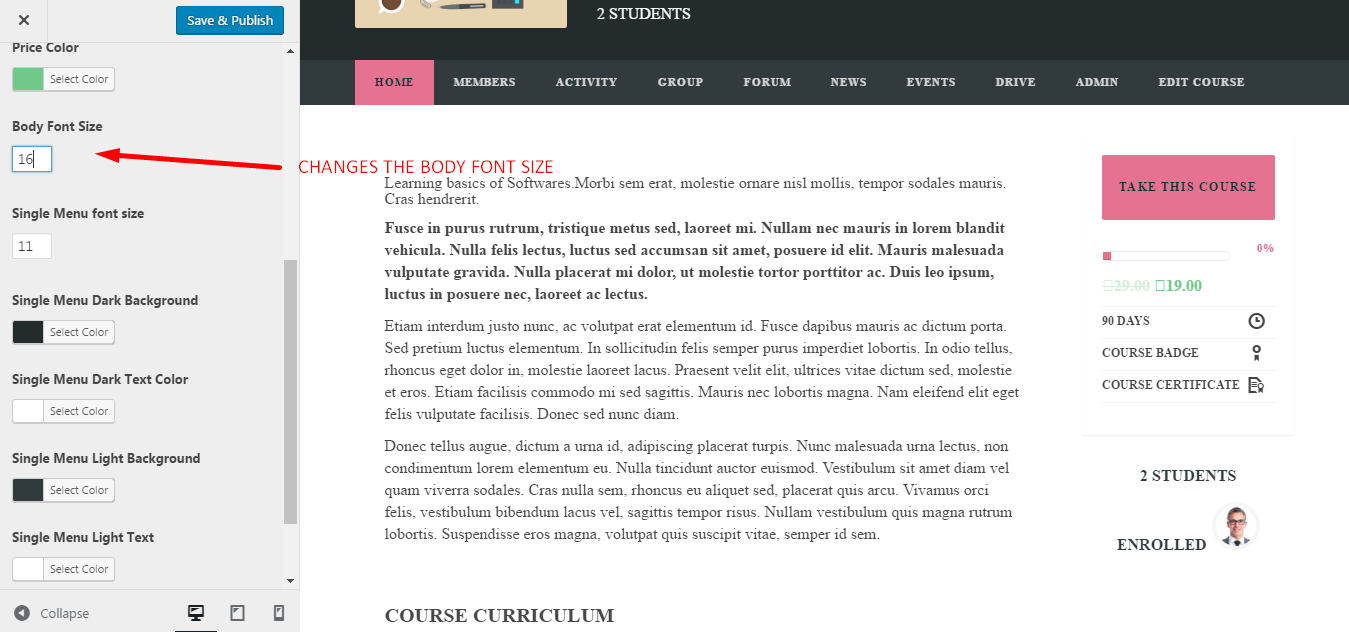 Save & Publish
Price Color
Select Color
Body Font Size
16
Single Menu font size
11
Single Menu Dark Background
Select Color
Single Menu Dark Text Color
Select Color
Single Menu Light Background
Select Color
Single Menu Light Text
Select Color
Collapse
2 STUDENTS
HOME MEMBERS ACTIVITY GROUP FORUM NEWS EVENTS DRIVE ADMIN EDIT COURSE
CHANGES THE BODY FONT SIZE
Learning basics of Softwares.Morbi sem erat, molestie ornare nisl mollis, tempor sodales mauris.
Cras hendrerit.
Fusce in purus rutrum, tristique metus sed, laoreet mi. Nullam nec mauris in lorem blandit
vehicula. Nulla felis lectus, luctus sed accumsan sit amet, posuere id elit. Mauris malesuada
vulputate gravida. Nulla placerat mi dolor, ut molestie tortor porttitor ac. Duis leo ipsum,
luctus in posuere nec, laoreet ac lectus.
Etiam interdum justo nunc, ac volutpat erat elementum id. Fusce dapibus mauris ac dictum porta.
Sed pretium luctus elementum. In sollicitudin felis semper purus imperdiet lobortis. In odio tellus,
rhoncus eget dolor in, molestie laoreet lacus. Praesent velit elit, ultrices vitae dictum sed, molestie
et eros. Etiam facilisis commodo mi sed sagittis. Mauris nec lobortis magna. Nam eleifend elit eget
felis vulputate facilisis. Donec sed nunc diam.
Donec tellus augue, dictum a urna id, adipiscing placerat turpis. Nunc malesuada urna lectus, non
condimentum lorem elementum eu. Nulla tincidunt auctor euismod. Vestibulum sit amet diam vel
quam viverra sodales. Cras nulla sem, rhoncus eu aliquet sed, placerat quis arcu. Vivamus orci
felis, vestibulum bibendum lacus vel, sagittis tempor risus. Nullam vestibulum quis magna rutrum
lobortis. Suspendisse eros magna, volutpat quis suscipit vitae, semper id sem.
COURSE CURRICULUM
TAKE THIS COURSE
0%
29.00 19.00
90 DAYS
COURSE BADGE
COURSE CERTIFICATE
2 STUDENTS
ENROLLED